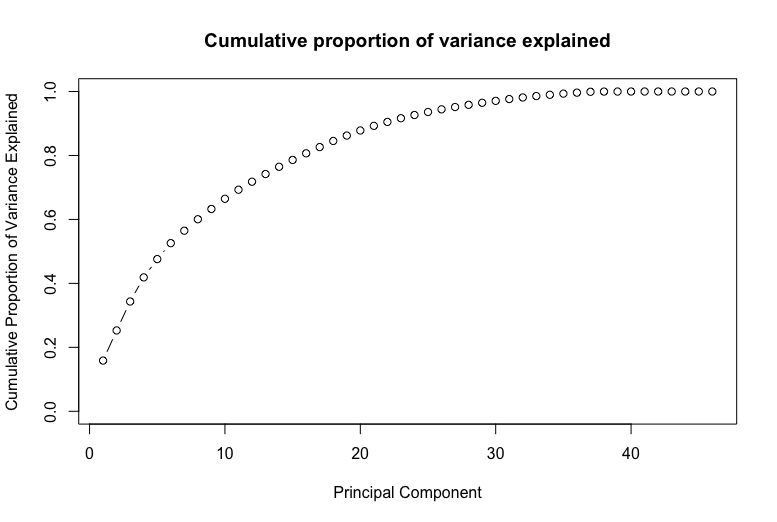 Cumulative proportion of variance explained
Cumulative Proportion of Variance Explained
1.0
0.8
0.6
0.4
0.2
0.0
0 10 20 30 40
Principal Component